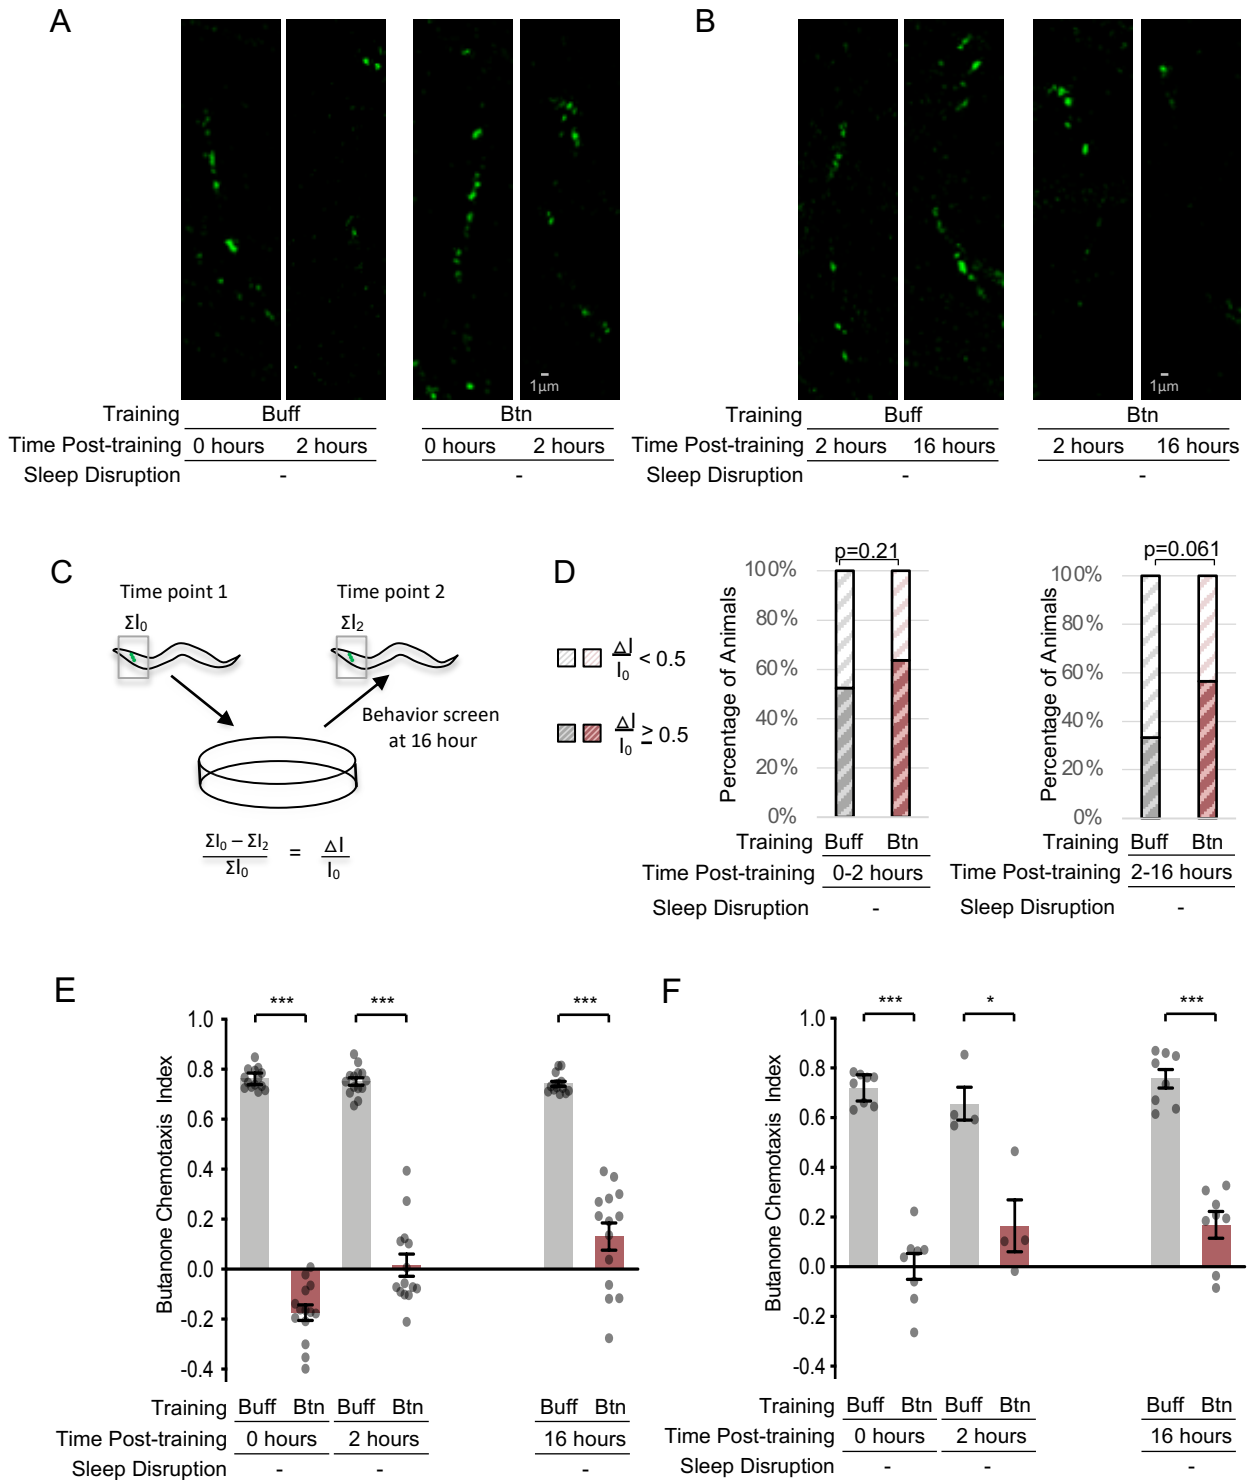 A
B
1μm
1μm
Training Buff Btn
Time Post-training 0 hours 2 hours 0 hours 2 hours
Sleep Disruption - -
Training Buff Btn
Time Post-training 2 hours 16 hours 2 hours 16 hours
Sleep Disruption - -
C
Time point 1 Time point 2
ΣI₀ ΣI₂
Behavior screen
at 16 hour
ΣI₀ – ΣI₂ = △I
ΣI₀ I₀
D
△I
I₀ < 0.5
△I
I₀ ≥ 0.5
p=0.21
100%
80%
60%
40%
20%
0%
Percentage of Animals
Training Buff Btn
Time Post-training 0-2 hours
Sleep Disruption -
p=0.061
100%
80%
60%
40%
20%
0%
Percentage of Animals
Training Buff Btn
Time Post-training 2-16 hours
Sleep Disruption -
E
*** *** ***
1.0
0.8
0.6
0.4
0.2
0.0
-0.2
-0.4
Butanone Chemotaxis Index
Training Buff Btn Buff Btn Buff Btn
Time Post-training 0 hours 2 hours 16 hours
Sleep Disruption - - -
F
*** * ***
1.0
0.8
0.6
0.4
0.2
0.0
-0.2
-0.4
Butanone Chemotaxis Index
Training Buff Btn Buff Btn Buff Btn
Time Post-training 0 hours 2 hours 16 hours
Sleep Disruption - - -